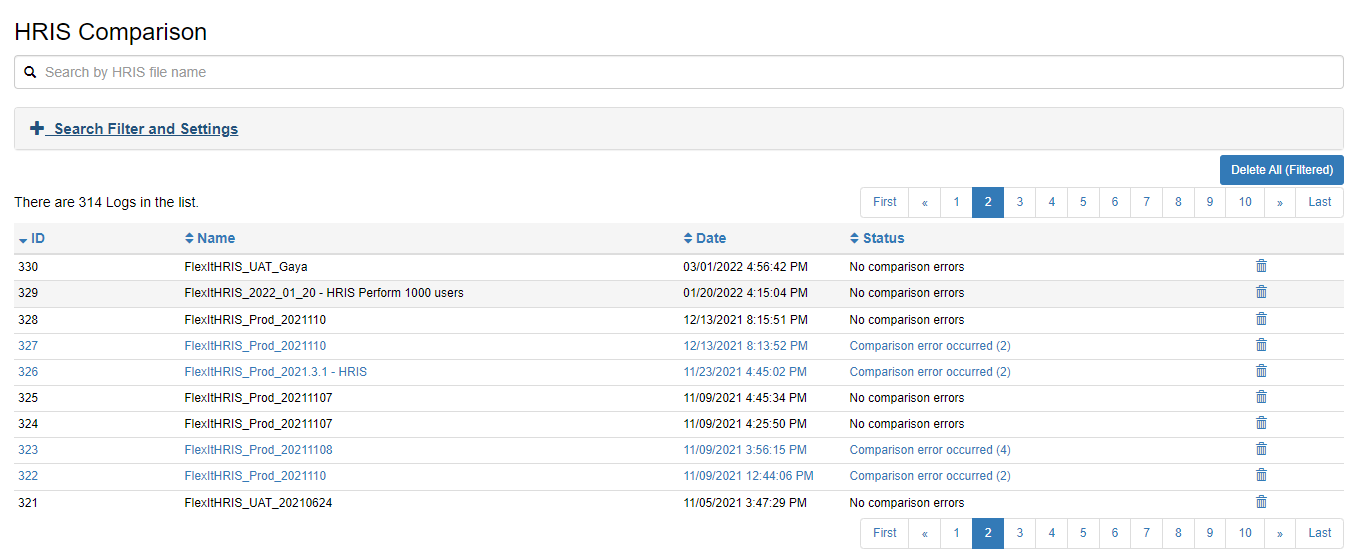 HRIS Comparison
Search by HRIS file name
Search Filter and Settings
Delete All (Filtered)
There are 314 Logs in the list.
First « 1 2 3 4 5 6 7 8 9 10 » Last
ID Name Date Status
330 FlexItHRIS_UAT_Gaya 03/01/2022 4:56:42 PM No comparison errors
329 FlexItHRIS_2022_01_20 - HRIS Perform 1000 users 01/20/2022 4:15:04 PM No comparison errors
328 FlexItHRIS_Prod_2021110 12/13/2021 8:15:51 PM No comparison errors
327 FlexItHRIS_Prod_2021110 12/13/2021 8:13:52 PM Comparison error occurred (2)
326 FlexItHRIS_Prod_2021.3.1 - HRIS 11/23/2021 4:45:02 PM Comparison error occurred (2)
325 FlexItHRIS_Prod_20211107 11/09/2021 4:45:34 PM No comparison errors
324 FlexItHRIS_Prod_20211107 11/09/2021 4:25:50 PM No comparison errors
323 FlexItHRIS_Prod_20211108 11/09/2021 3:56:15 PM Comparison error occurred (4)
322 FlexItHRIS_Prod_2021110 11/09/2021 12:44:06 PM Comparison error occurred (2)
321 FlexItHRIS_UAT_20210624 11/05/2021 3:47:29 PM No comparison errors
First « 1 2 3 4 5 6 7 8 9 10 » Last